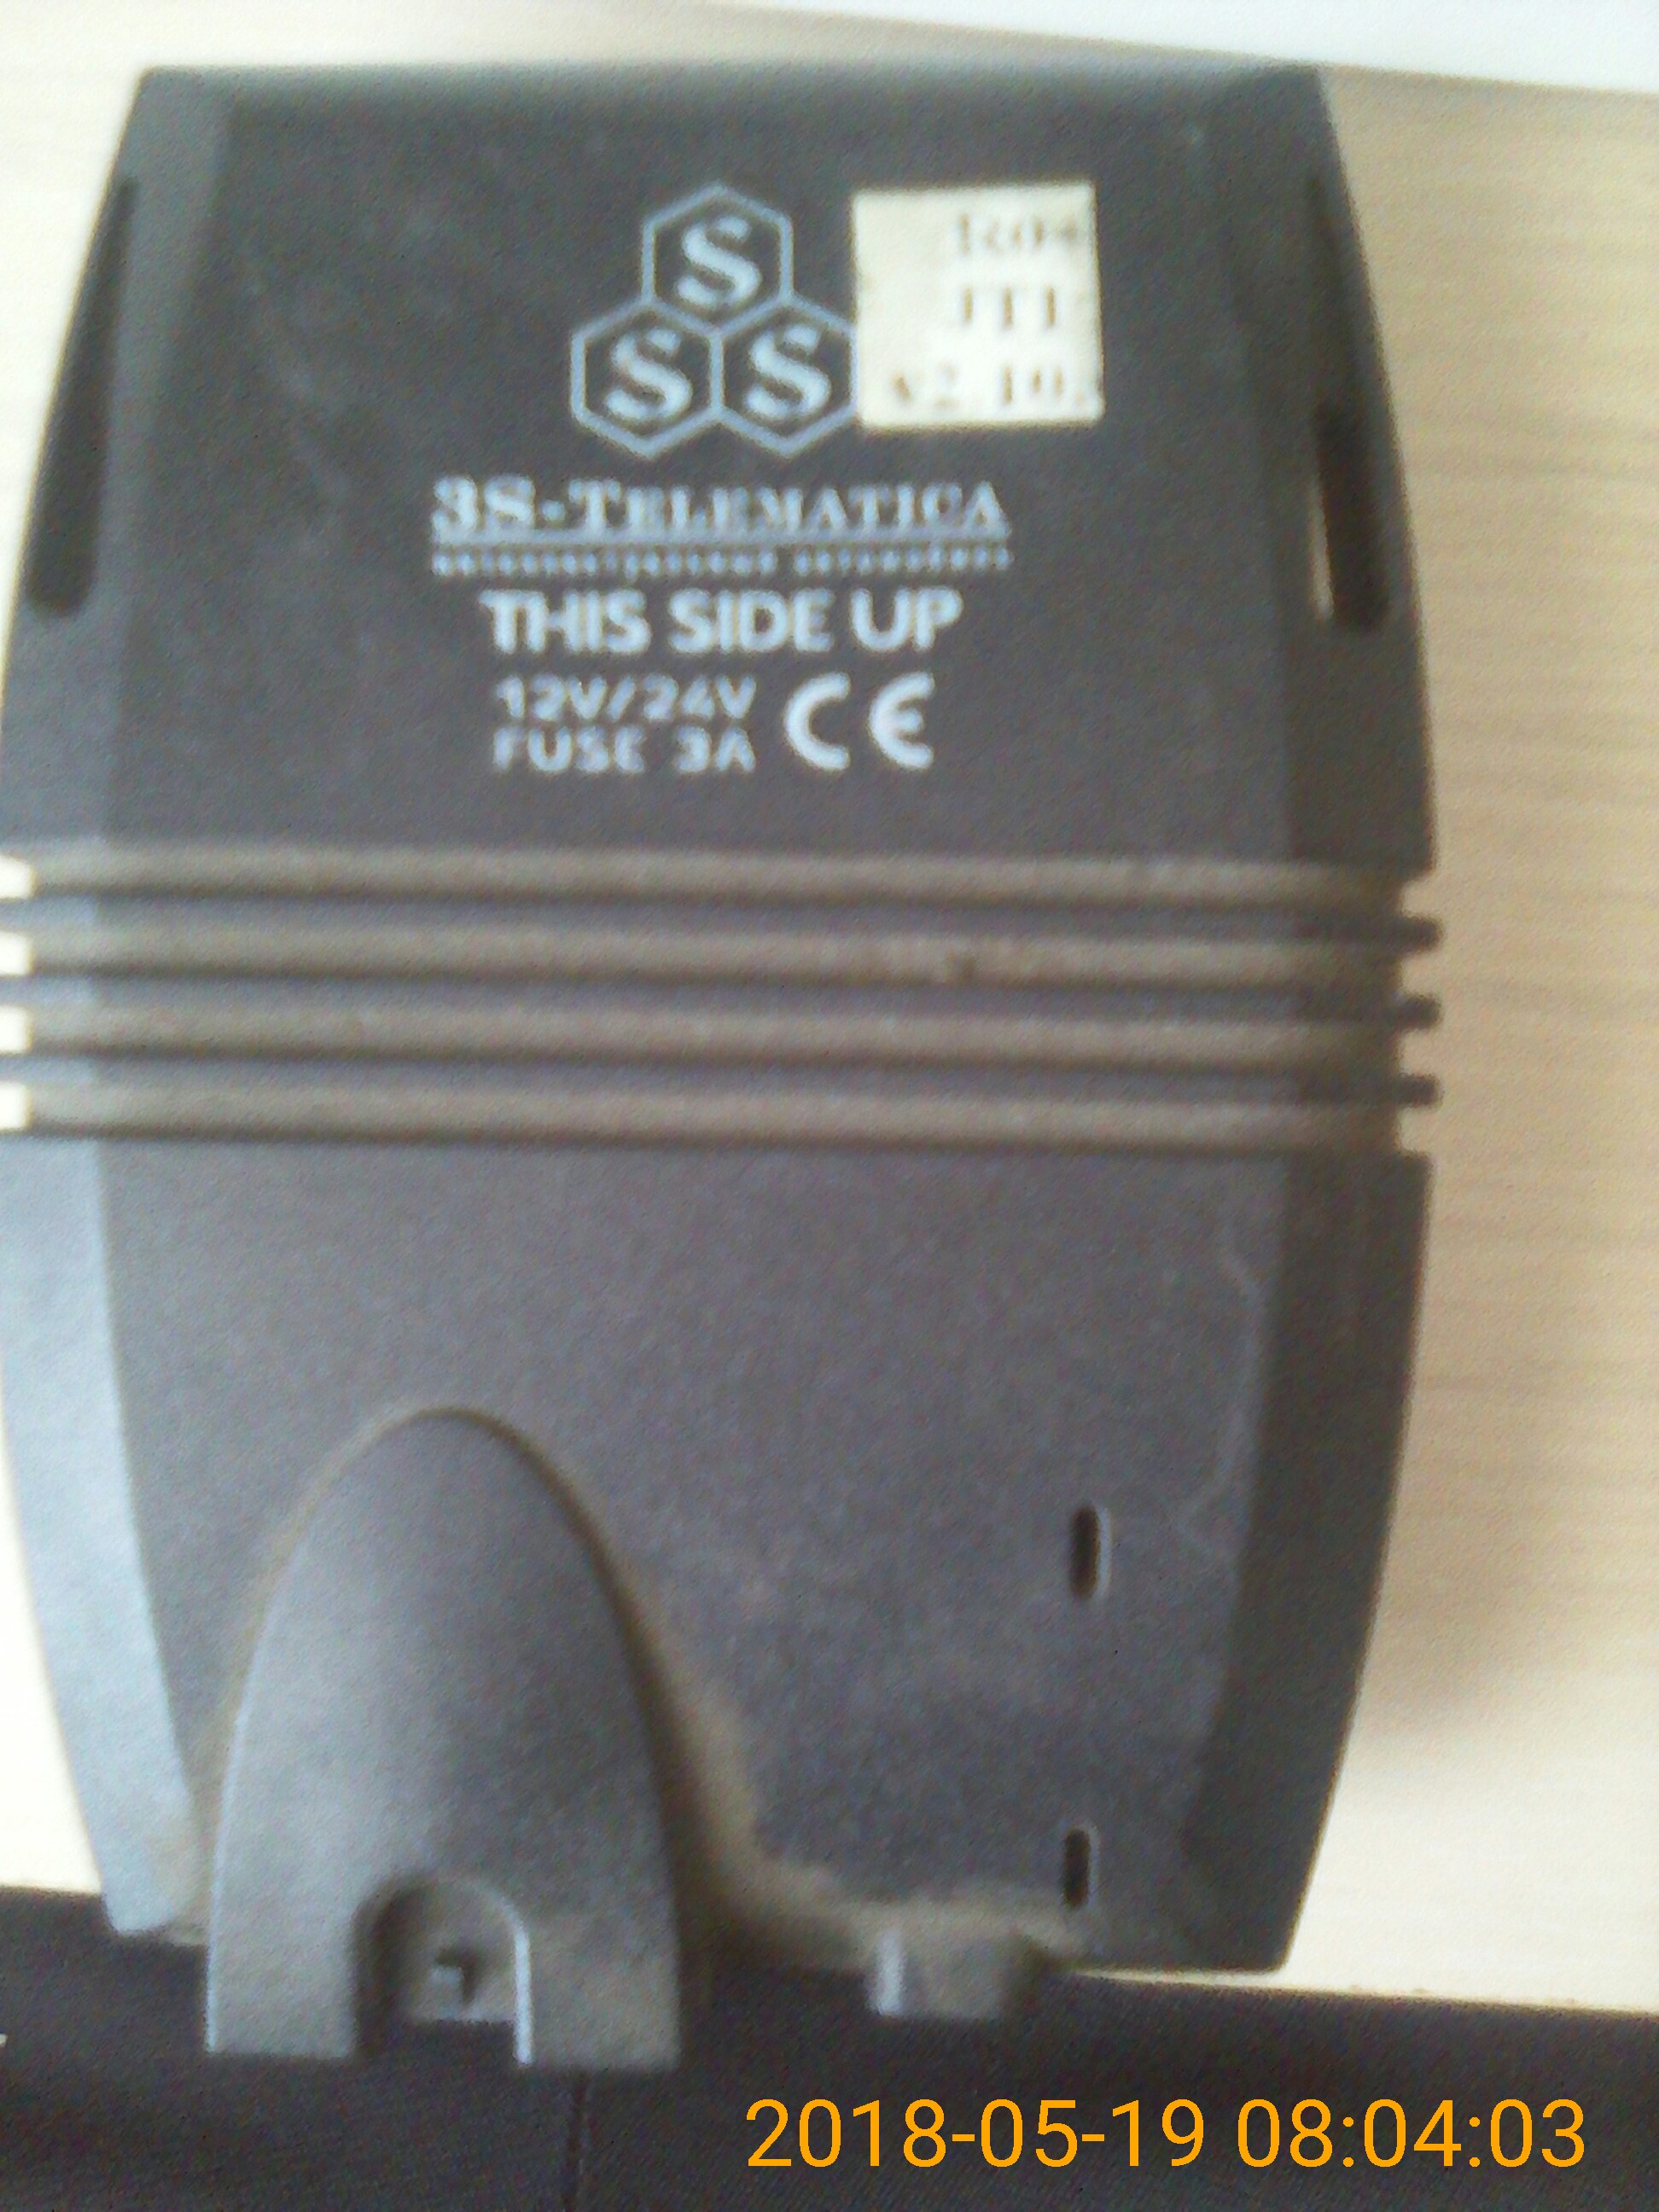 S
S S
3S-TELEMATICA
THIS SIDE UP
12V/24V CE
FUSE 3A
2018-05-19 08:04:03